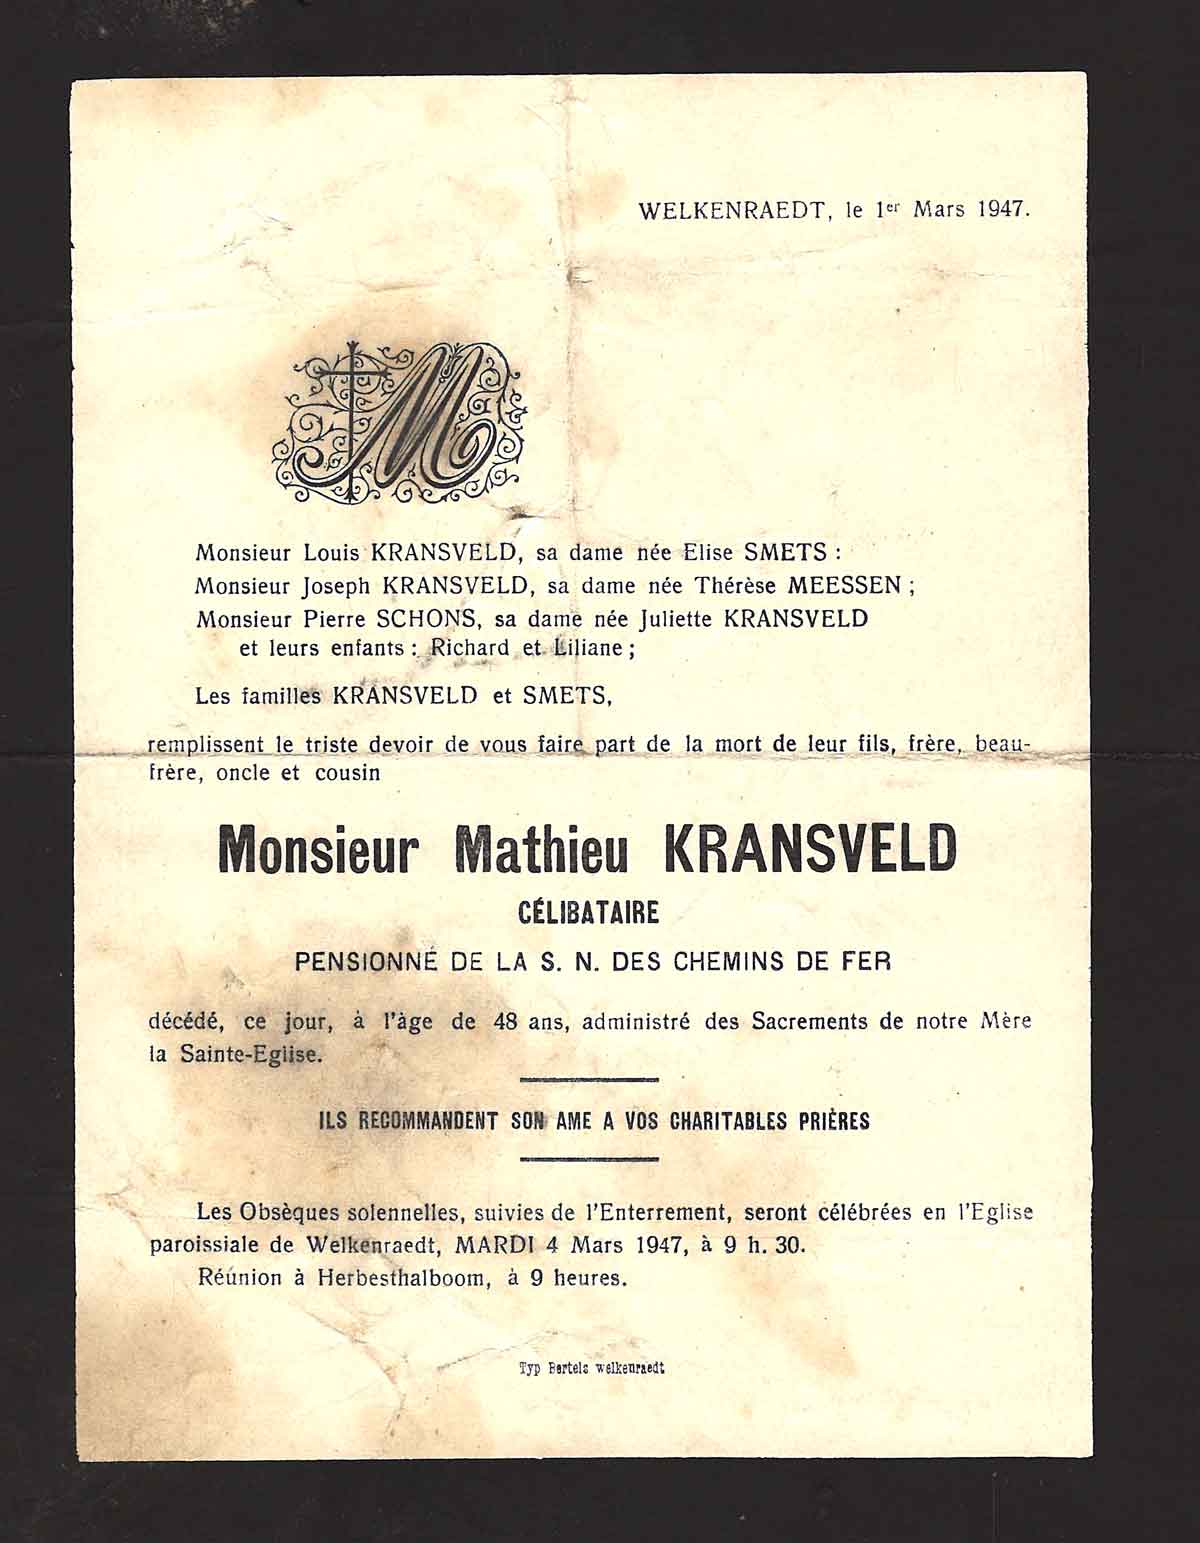 WELKENRAEDT, le 1er Mars 1947.
M
Monsieur Louis KRANSVELD, sa dame née Elise SMETS :
Monsieur Joseph KRANSVELD, sa dame née Thérèse MEESSEN ;
Monsieur Pierre SCHONS, sa dame née Juliette KRANSVELD
et leurs enfants : Richard et Liliane ;
Les familles KRANSVELD et SMETS,
remplissent le triste devoir de vous faire part de la mort de leur fils, frère, beau-
frère, oncle et cousin
Monsieur Mathieu KRANSVELD
CÉLIBATAIRE
PENSIONNÉ DE LA S. N. DES CHEMINS DE FER
décédé, ce jour, à l'âge de 48 ans, administré des Sacrements de notre Mère
la Sainte-Eglise.
ILS RECOMMANDENT SON AME A VOS CHARITABLES PRIÈRES
Les Obsèques solennelles, suivies de l'Enterrement, seront célébrées en l'Eglise
paroissiale de Welkenraedt, MARDI 4 Mars 1947, à 9 h. 30.
Réunion à Herbesthalboom, à 9 heures.
Typ Bertels welkenraedt